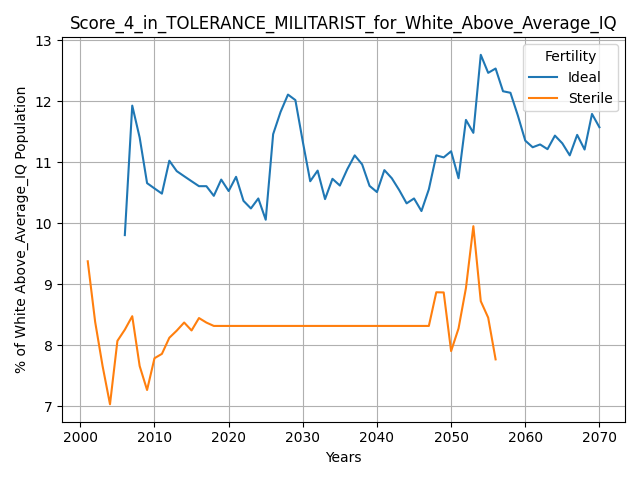 Score_4_in_TOLERANCE_MILITARIST_for_White_Above_Average_IQ
Fertility
Ideal
Sterile
% of White Above_Average_IQ Population
13
12
11
10
9
8
7
2000 2010 2020 2030 2040 2050 2060 2070
Years